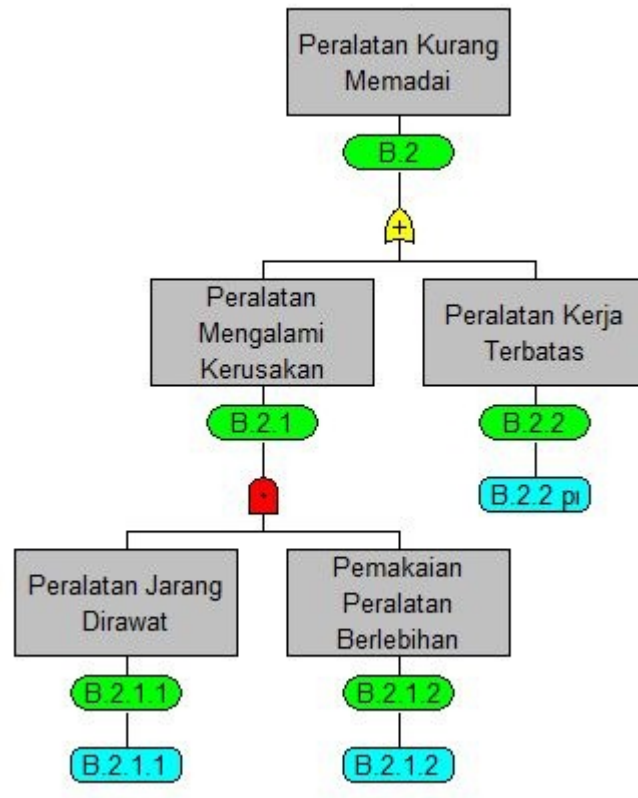 Peralatan Kurang
Memadai
B.2
+
Peralatan
Mengalami
Kerusakan
Peralatan Kerja
Terbatas
B.2.1
B.2.2
B.2.2 pr
Peralatan Jarang
Dirawat
Pemakaian
Peralatan
Berlebihan
B.2.1.1
B.2.1.2
B.2.1.1
B.2.1.2